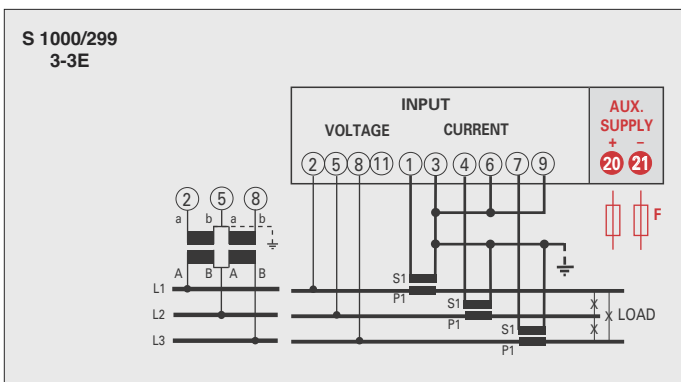 S 1000/299
3-3E
INPUT
AUX.
SUPPLY
VOLTAGE CURRENT
+ −
2 5 8 11 1 3 4 6 7 9 20 21
2 5 8
a b a b
F
A B A B
L1
L2
L3
S1
P1
S1
P1
S1
P1
X
X LOAD
X